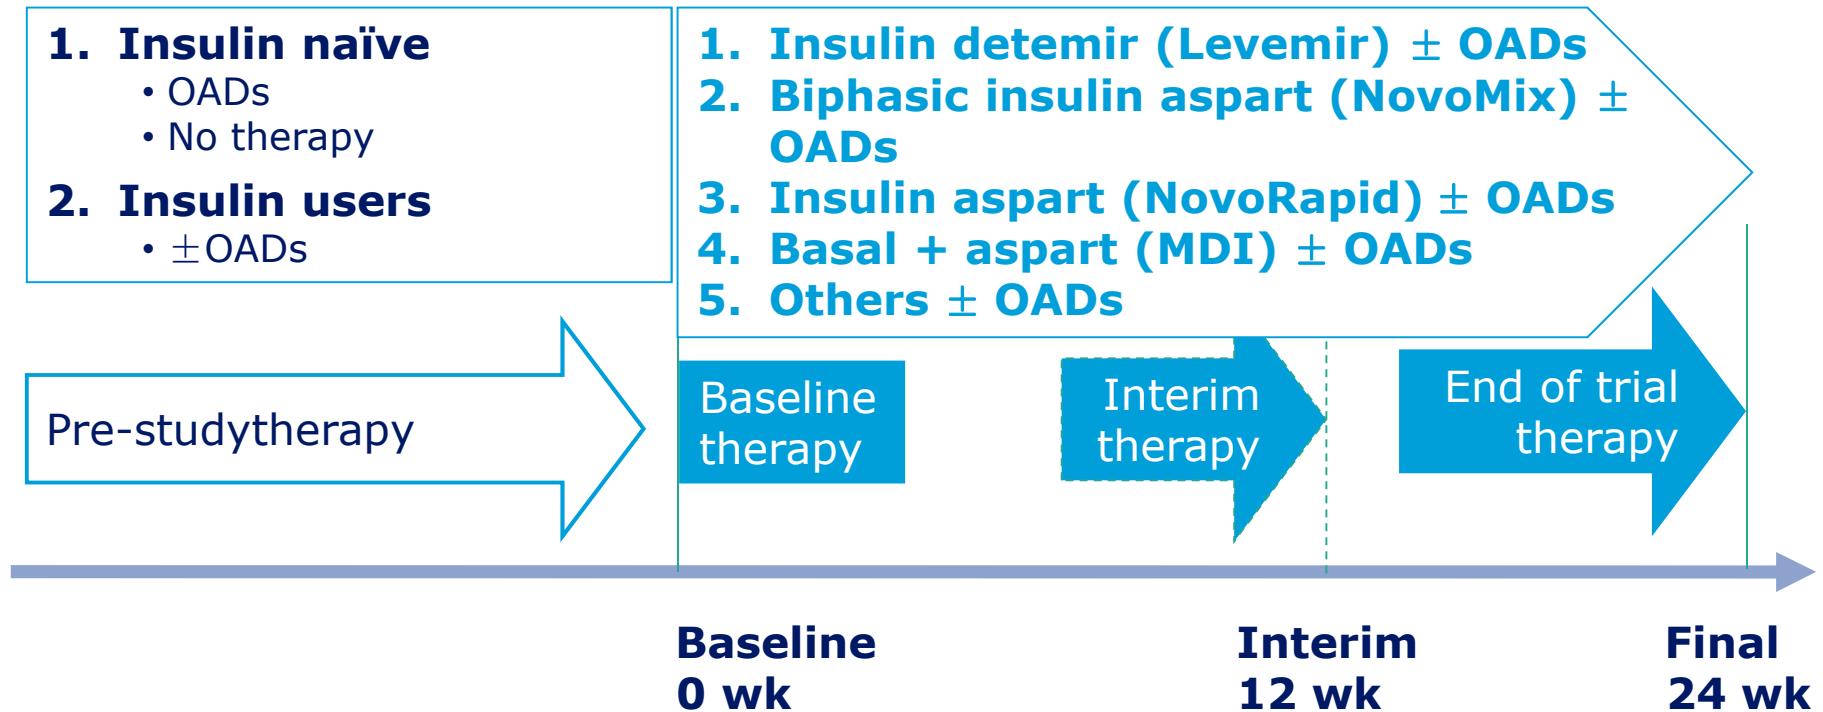 1. Insulin naïve
• OADs
• No therapy
2. Insulin users
• ±OADs
1. Insulin detemir (Levemir) ± OADs
2. Biphasic insulin aspart (NovoMix) ±
OADs
3. Insulin aspart (NovoRapid) ± OADs
4. Basal + aspart (MDI) ± OADs
5. Others ± OADs
Pre-studytherapy
Baseline
therapy
Interim
therapy
End of trial
therapy
Baseline
0 wk
Interim
12 wk
Final
24 wk